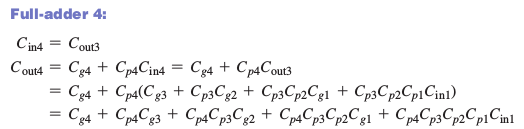 Full-adder 4:
C_in4 = C_out3
C_out4 = C_g4 + C_p4C_in4 = C_g4 + C_p4C_out3
= C_g4 + C_p4(C_g3 + C_p3C_g2 + C_p3C_p2C_g1 + C_p3C_p2C_p1C_in1)
= C_g4 + C_p4C_g3 + C_p4C_p3C_g2 + C_p4C_p3C_p2C_g1 + C_p4C_p3C_p2C_p1C_in1